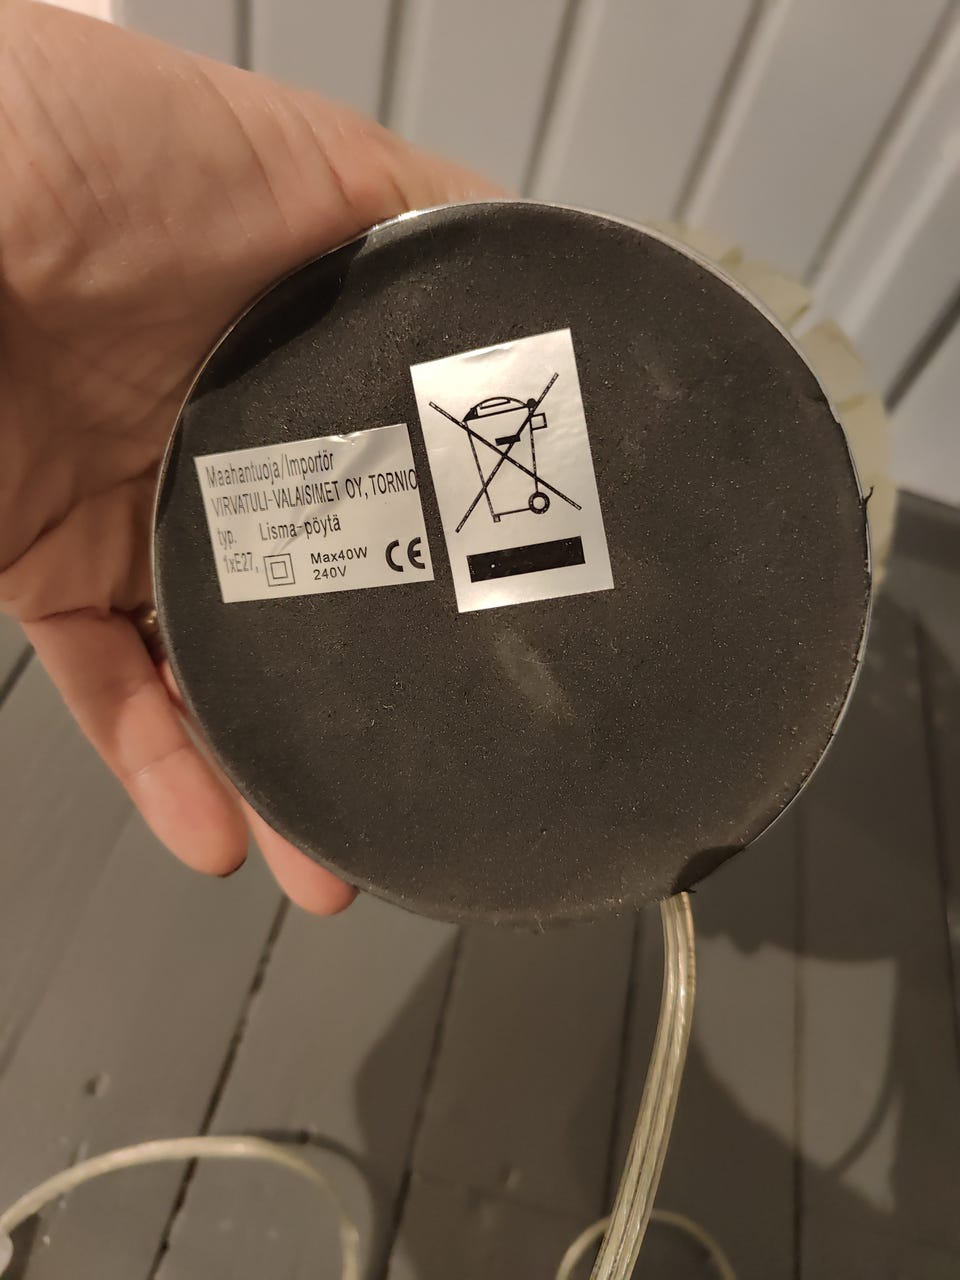 Maahantuoja/Importör
VIRVATULI-VALAISIMET OY, TORNIO
typ. Lisma-pöytä
1xE27, Max40W
240V
CE